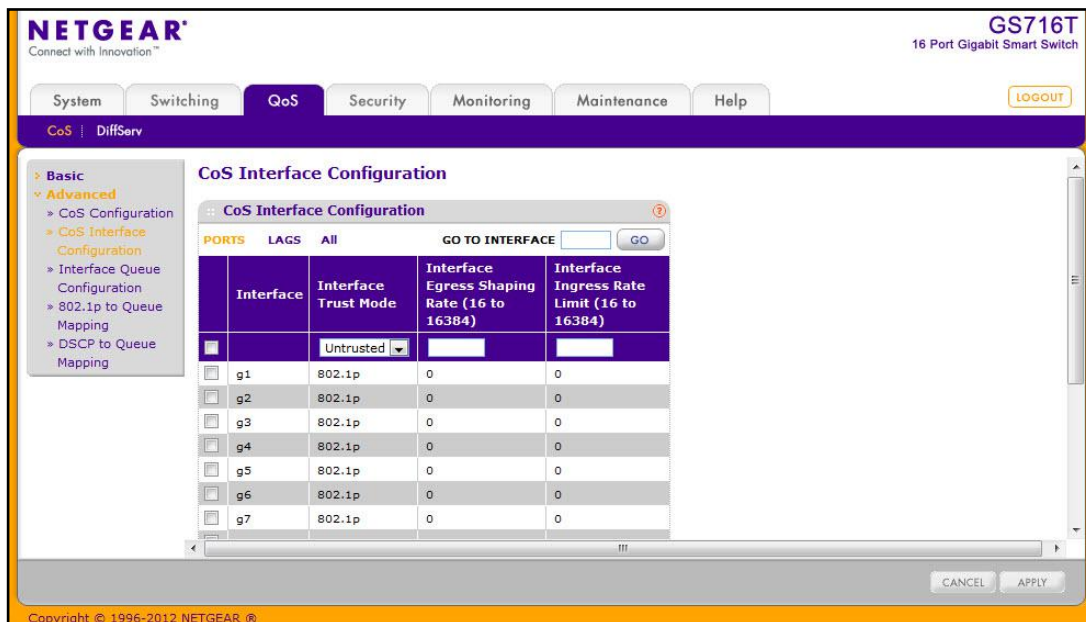 NETGEAR®
Connect with Innovation™
GS716T
16 Port Gigabit Smart Switch
System Switching QoS Security Monitoring Maintenance Help LOGOUT
CoS | DiffServ
Basic
Advanced
» CoS Configuration
» CoS Interface
Configuration
» Interface Queue
Configuration
» 802.1p to Queue
Mapping
» DSCP to Queue
Mapping
CoS Interface Configuration
CoS Interface Configuration ?
PORTS LAGS All GO TO INTERFACE GO
Interface
Interface
Trust Mode
Interface
Egress Shaping
Rate (16 to
16384)
Interface
Ingress Rate
Limit (16 to
16384)
Untrusted
g1 802.1p 0 0
g2 802.1p 0 0
g3 802.1p 0 0
g4 802.1p 0 0
g5 802.1p 0 0
g6 802.1p 0 0
g7 802.1p 0 0
CANCEL APPLY
Copyright © 1996-2012 NETGEAR ®